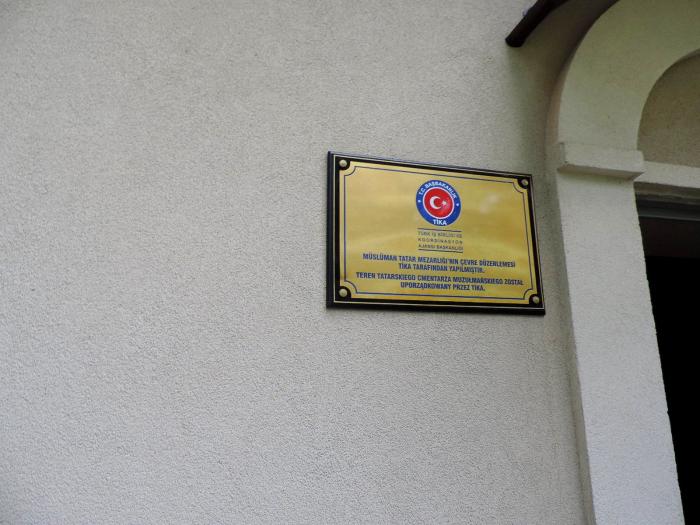 T.C. BAŞBAKANLIK
TİKA
TÜRK İŞ BİRLİĞİ VE
KOORDİNASYON
AJANSI BAŞKANLIĞI
MÜSLÜMAN TATAR MEZARLIĞI'NIN ÇEVRE DÜZENLEMESİ
TİKA TARAFINDAN YAPILMIŞTIR.
TEREN TATARSKIEGO CMENTARZA MUZUŁMAŃSKIEGO ZOSTAŁ
UPORZĄDKOWANY PRZEZ TIKA.